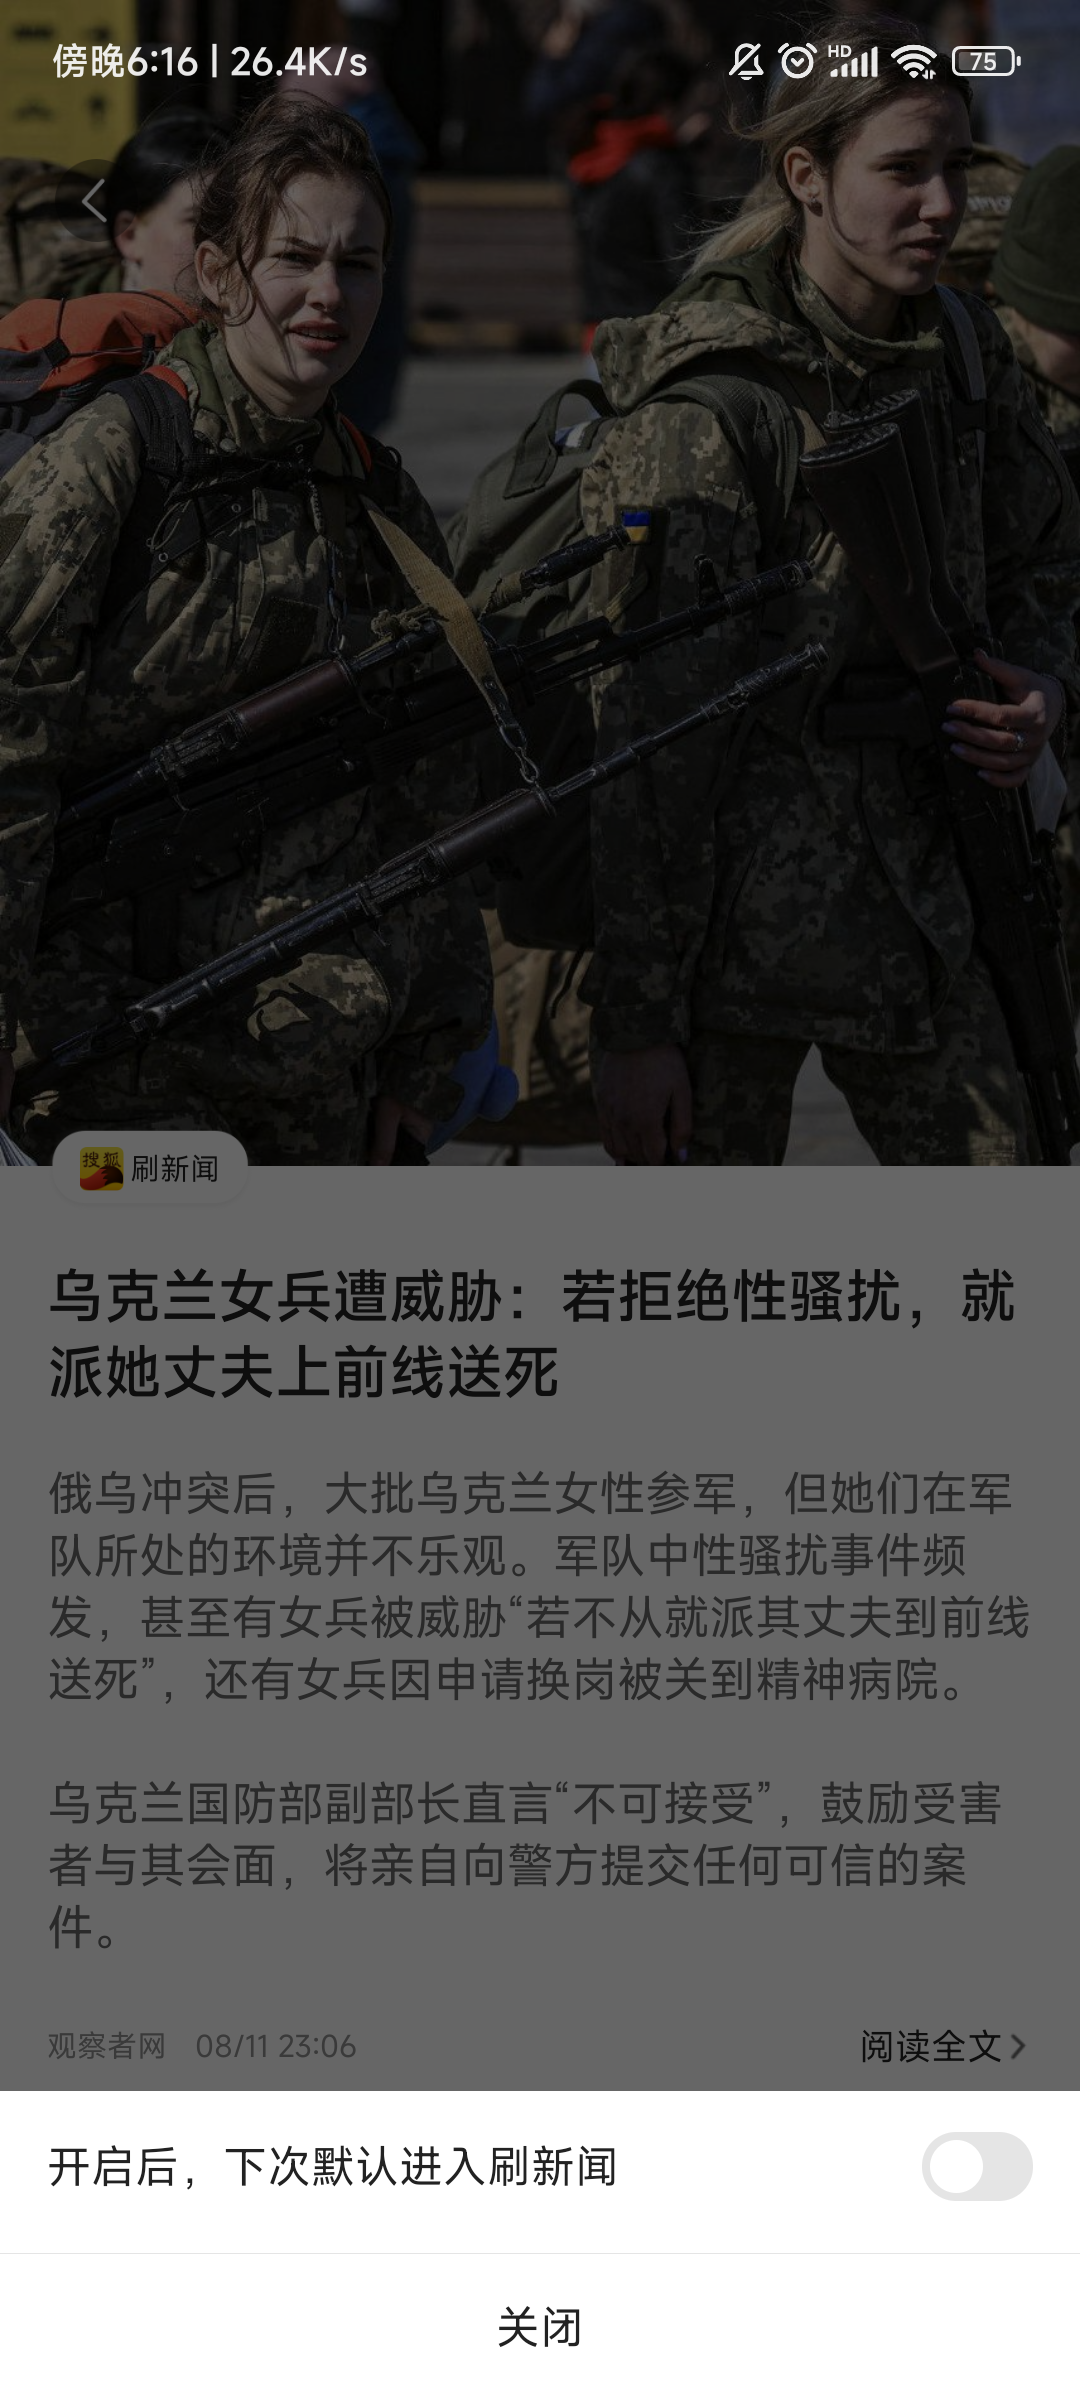 傍晚6:16 | 26.4K/s
HD
75
搜狐
刷新闻
乌克兰女兵遭威胁：若拒绝性骚扰，就
派她丈夫上前线送死
俄乌冲突后，大批乌克兰女性参军，但她们在军
队所处的环境并不乐观。军队中性骚扰事件频
发，甚至有女兵被威胁“若不从就派其丈夫到前线
送死”，还有女兵因申请换岗被关到精神病院。
乌克兰国防部副部长直言“不可接受”，鼓励受害
者与其会面，将亲自向警方提交任何可信的案
件。
观察者网 08/11 23:06
阅读全文
开启后，下次默认进入刷新闻
关闭